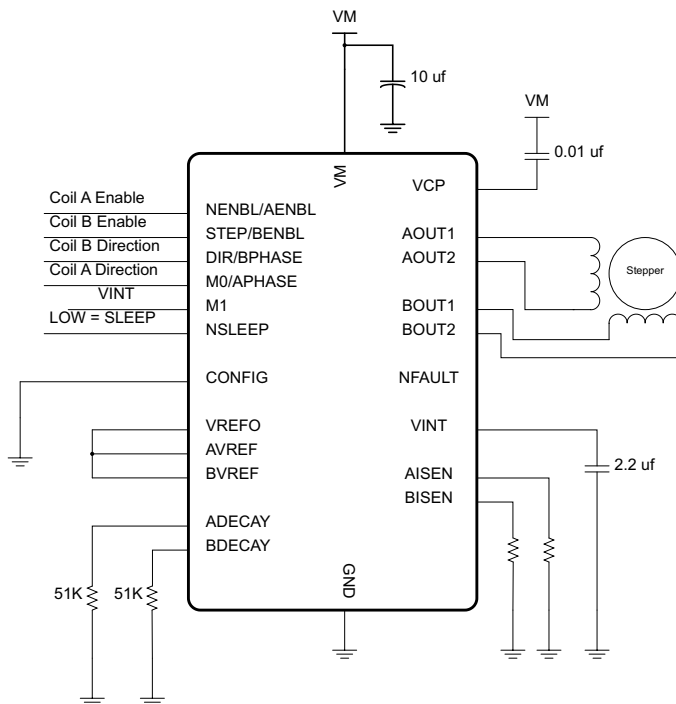 VM
10 uf
VM
0.01 uf
VM
VCP
Coil A Enable
NENBL/AENBL
Coil B Enable
STEP/BENBL
AOUT1
Coil B Direction
DIR/BPHASE
AOUT2
Stepper
Coil A Direction
M0/APHASE
VINT
M1
BOUT1
LOW = SLEEP
NSLEEP
BOUT2
CONFIG
NFAULT
VREFO
VINT
AVREF
BVREF
AISEN
2.2 uf
BISEN
ADECAY
BDECAY
51K
51K
GND